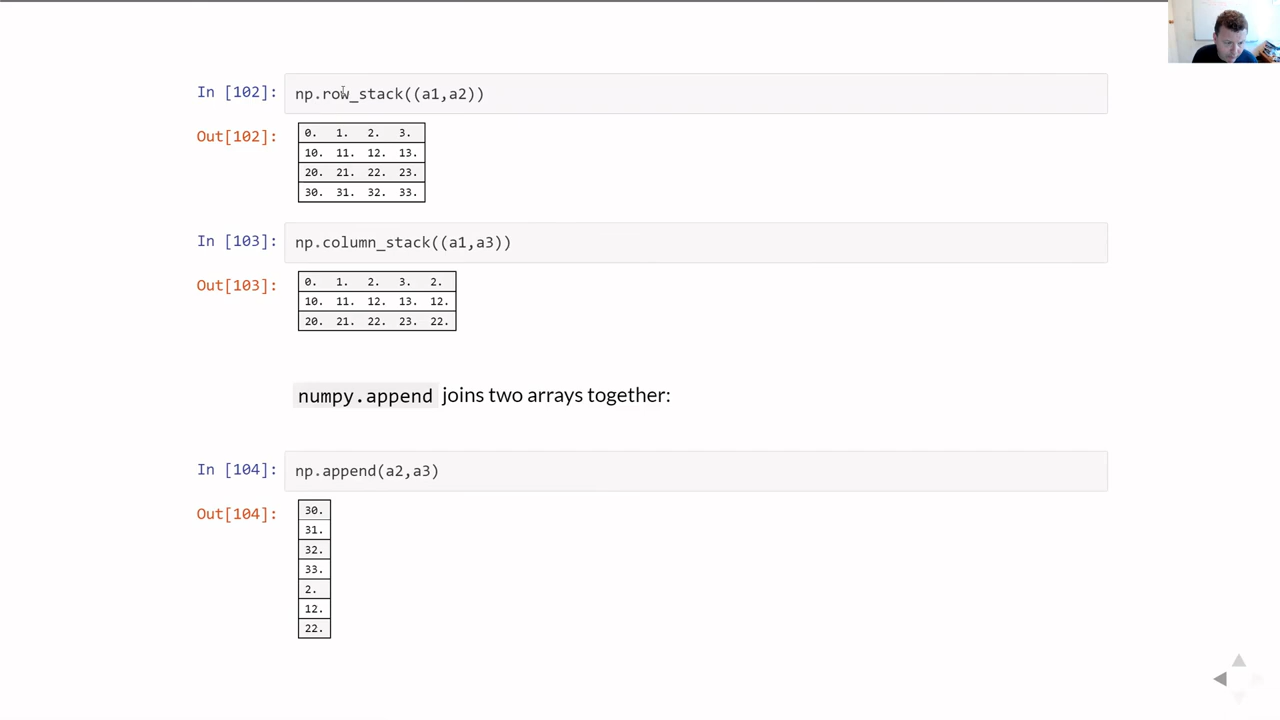 In [102]: np.row_stack((a1,a2))
Out[102]:
0. 1. 2. 3.
10. 11. 12. 13.
20. 21. 22. 23.
30. 31. 32. 33.
In [103]: np.column_stack((a1,a3))
Out[103]:
0. 1. 2. 3. 2.
10. 11. 12. 13. 12.
20. 21. 22. 23. 22.
numpy.append joins two arrays together:
In [104]: np.append(a2,a3)
Out[104]:
30.
31.
32.
33.
2.
12.
22.